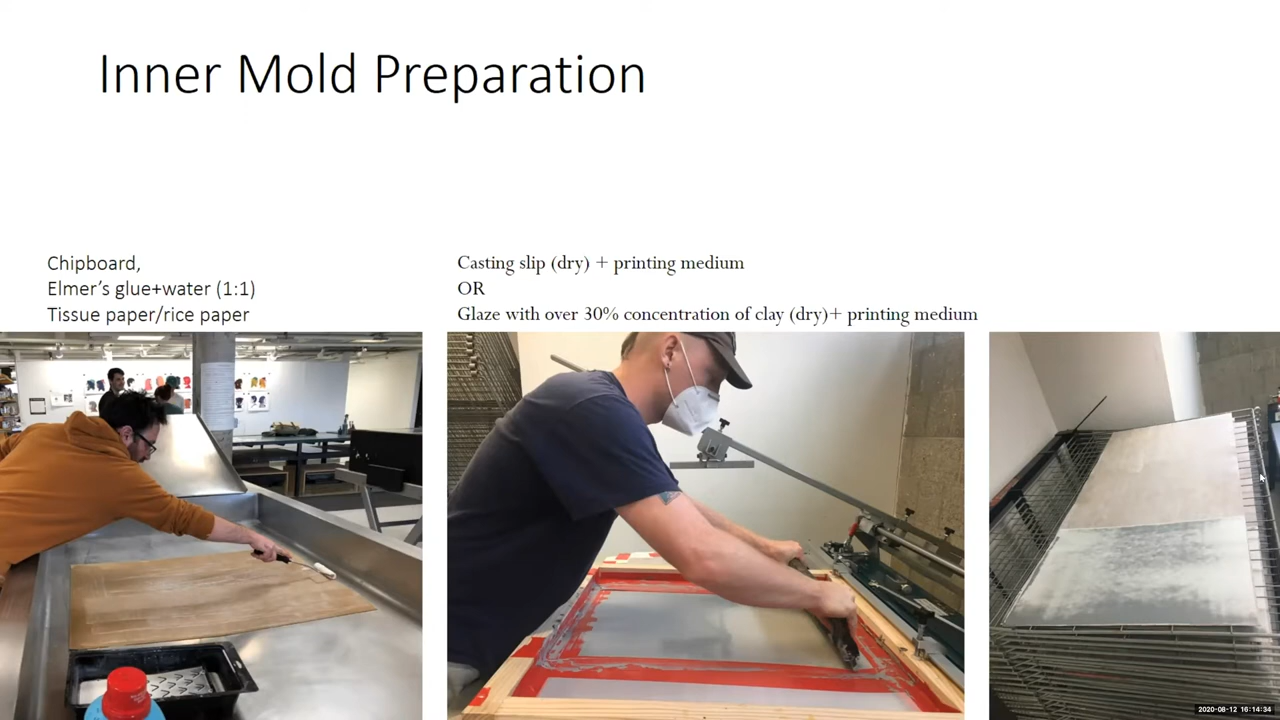 Inner Mold Preparation
Chipboard,
Elmer's glue+water (1:1)
Tissue paper/rice paper
Casting slip (dry) + printing medium
OR
Glaze with over 30% concentration of clay (dry)+ printing medium
2020-08-12 16:14:34